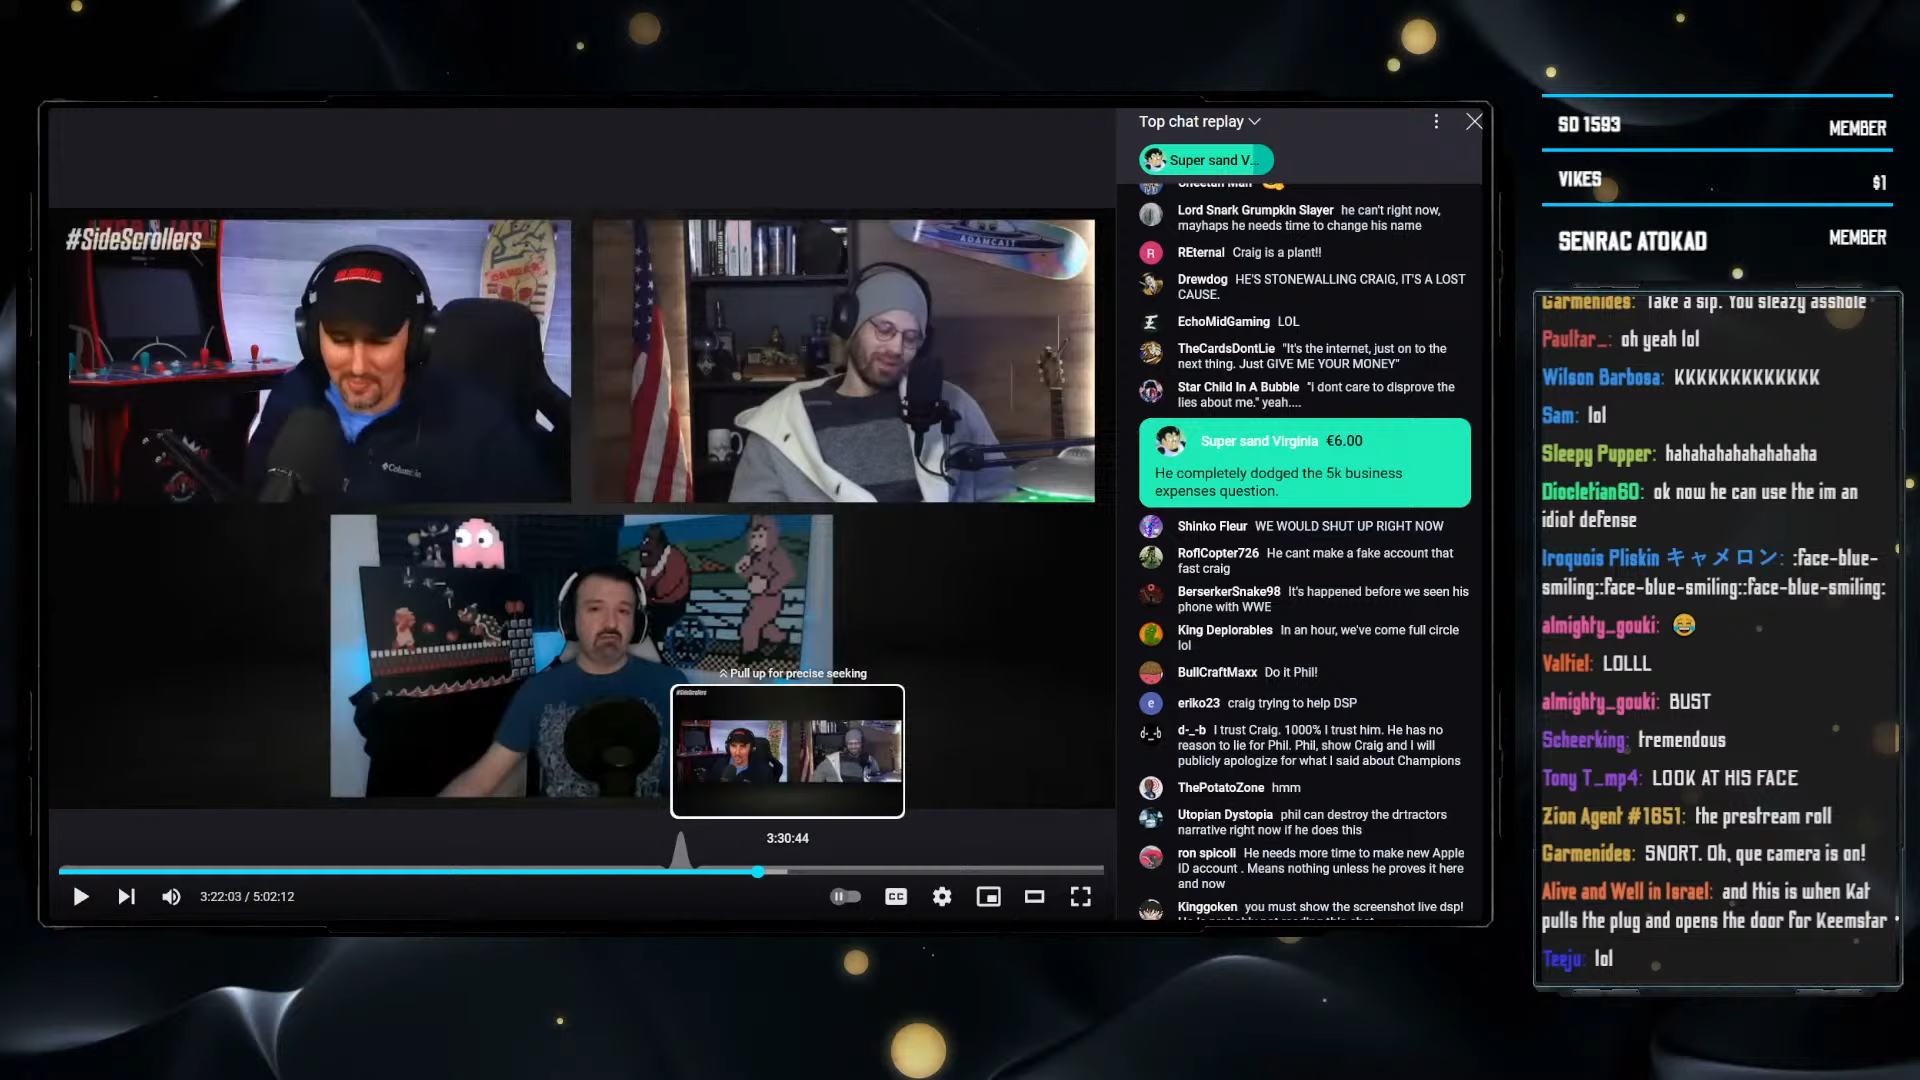 #SideScrollers
ADAMCAIT
Columbia
Pull up for precise seeking
#SideScrollers
3:30:44
3:22:03 / 5:02:12
CC
Top chat replay
Super sand V...
Cheetah Man
Lord Snark Grumpkin Slayer he can't right now,
mayhaps he needs time to change his name
R
REternal Craig is a plant!!
Drewdog HE'S STONEWALLING CRAIG, IT'S A LOST
CAUSE.
EchoMidGaming LOL
TheCardsDontLie "It's the internet, just on to the
next thing. Just GIVE ME YOUR MONEY"
Star Child In A Bubble "i dont care to disprove the
lies about me." yeah....
Super sand Virginia €6.00
He completely dodged the 5k business
expenses question.
Shinko Fleur WE WOULD SHUT UP RIGHT NOW
RoflCopter726 He cant make a fake account that
fast craig
BerserkerSnake98 It's happened before we seen his
phone with WWE
King Deplorables In an hour, we've come full circle
lol
BullCraftMaxx Do it Phil!
e
eriko23 craig trying to help DSP
d-_-b I trust Craig. 1000% I trust him. He has no
reason to lie for Phil. Phil, show Craig and I will
publicly apologize for what I said about Champions
ThePotatoZone hmm
Utopian Dystopia phil can destroy the drtractors
narrative right now if he does this
ron spicoli He needs more time to make new Apple
ID account . Means nothing unless he proves it here
and now
Kinggoken you must show the screenshot live dsp!
SD 1593 MEMBER
VIKES $1
SENRAC ATOKAD MEMBER
Garmenides: Take a sip. You sleazy asshole
Paultar_: oh yeah lol
Wilson Barbosa: KKKKKKKKKKKKK
Sam: lol
Sleepy Pupper: hahahahahahahaha
Diocletian60: ok now he can use the im an
idiot defense
Iroquois Pliskin キャメロン: :face-blue-
smiling::face-blue-smiling::face-blue-smiling:
almighty_gouki: 😂
Valfiel: LOLLL
almighty_gouki: BUST
Scheerking: tremendous
Tony T_mp4: LOOK AT HIS FACE
Zion Agent #1651: the prestream roll
Garmenides: SNORT. Oh, que camera is on!
Alive and Well in Israel: and this is when Kat
pulls the plug and opens the door for Keemstar
Teeju: lol